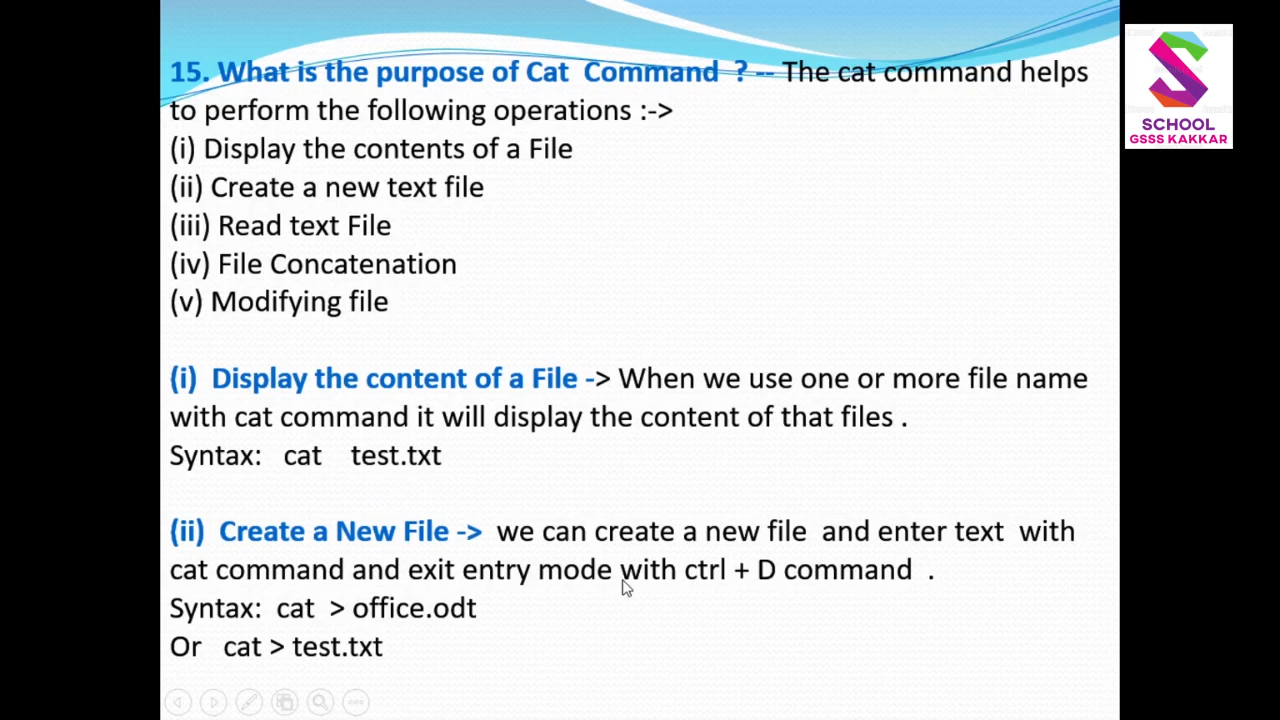 15. What is the purpose of Cat  Command  ? -- The cat command helps
to perform the following operations :->
(i) Display the contents of a File
(ii) Create a new text file
(iii) Read text File
(iv) File Concatenation
(v) Modifying file
(i)  Display the content of a File -> When we use one or more file name
with cat command it will display the content of that files .
Syntax:   cat    test.txt
(ii)  Create a New File ->  we can create a new file  and enter text  with
cat command and exit entry mode with ctrl + D command  .
Syntax:  cat  > office.odt
Or   cat > test.txt
SCHOOL
GSSS KAKKAR